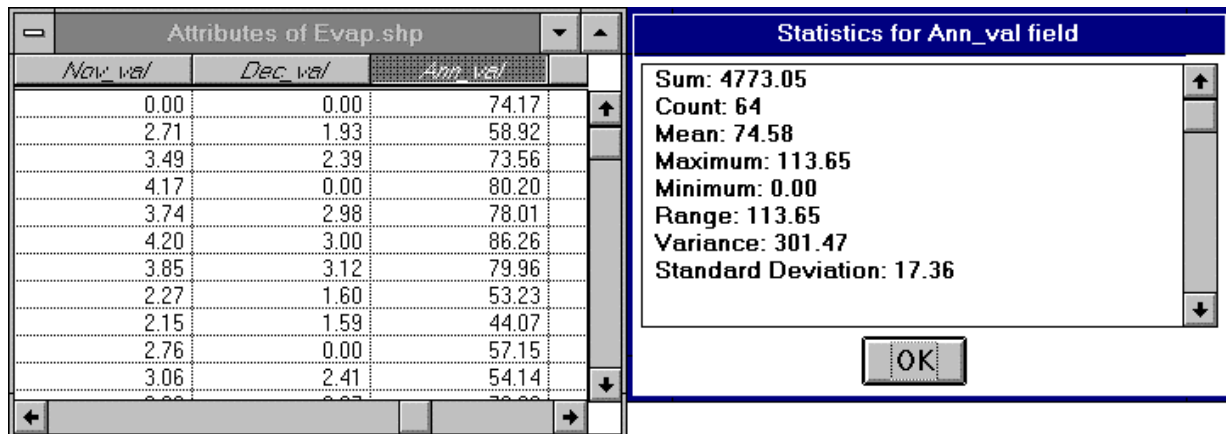 Attributes of Evap.shp
Nov_val Dec_val Ann_val
0.00 0.00 74.17
2.71 1.93 58.92
3.49 2.39 73.56
4.17 0.00 80.20
3.74 2.98 78.01
4.20 3.00 86.26
3.85 3.12 79.96
2.27 1.60 53.23
2.15 1.59 44.07
2.76 0.00 57.15
3.06 2.41 54.14
Statistics for Ann_val field
Sum: 4773.05
Count: 64
Mean: 74.58
Maximum: 113.65
Minimum: 0.00
Range: 113.65
Variance: 301.47
Standard Deviation: 17.36
OK